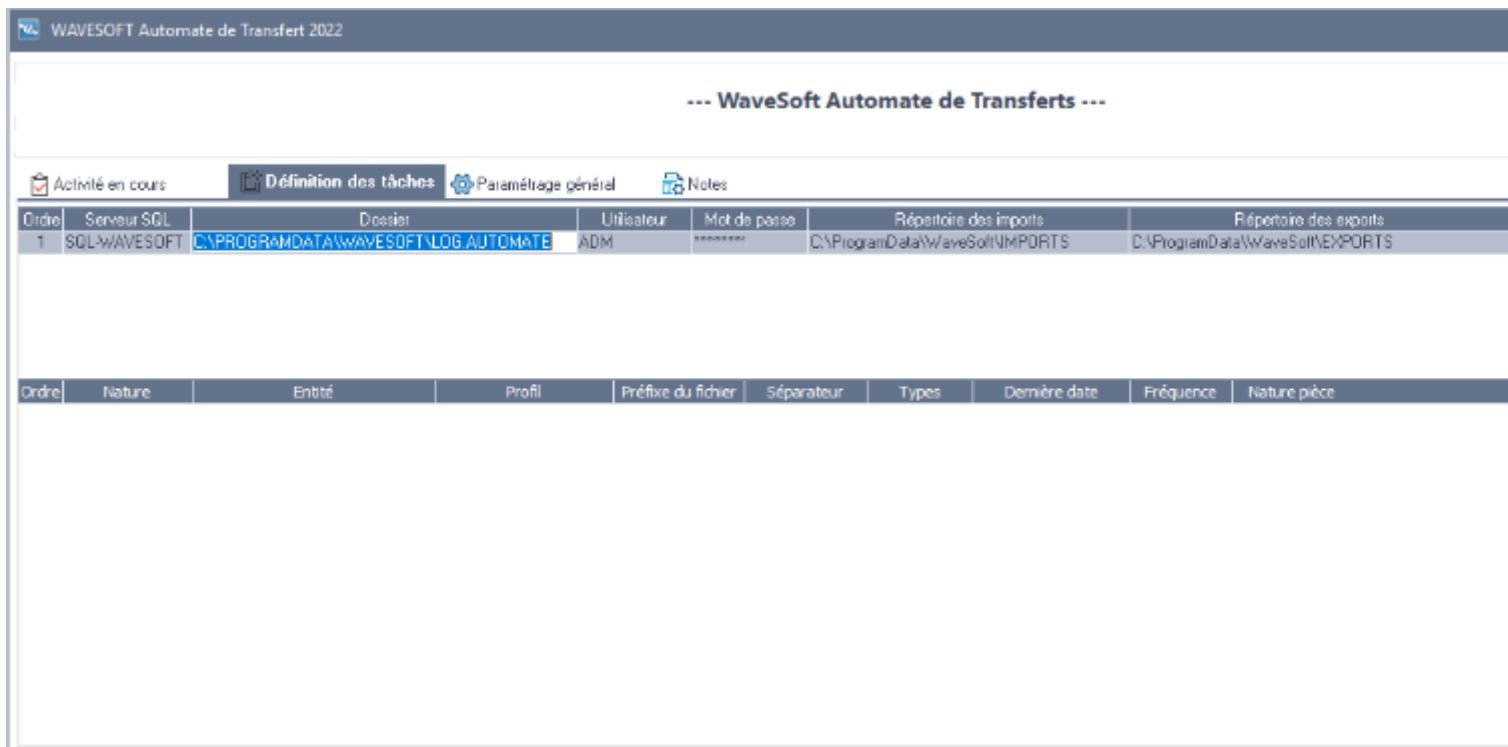 WAVESOFT Automate de Transfert 2022
--- WaveSoft Automate de Transferts ---
Activité en cours Définition des tâches Paramétrage général Notes
Ordre Serveur SQL Dossier Utilisateur Mot de passe Répertoire des imports Répertoire des exports
1 SQL-WAVESOFT C:\PROGRAMDATA\WAVESOFT\LOG AUTOMATE ADM ******** C:\ProgramData\WaveSoft\IMPORTS C:\ProgramData\WaveSoft\EXPORTS
Ordre Nature Entité Profil Préfixe du fichier Séparateur Types Dernière date Fréquence Nature pièce